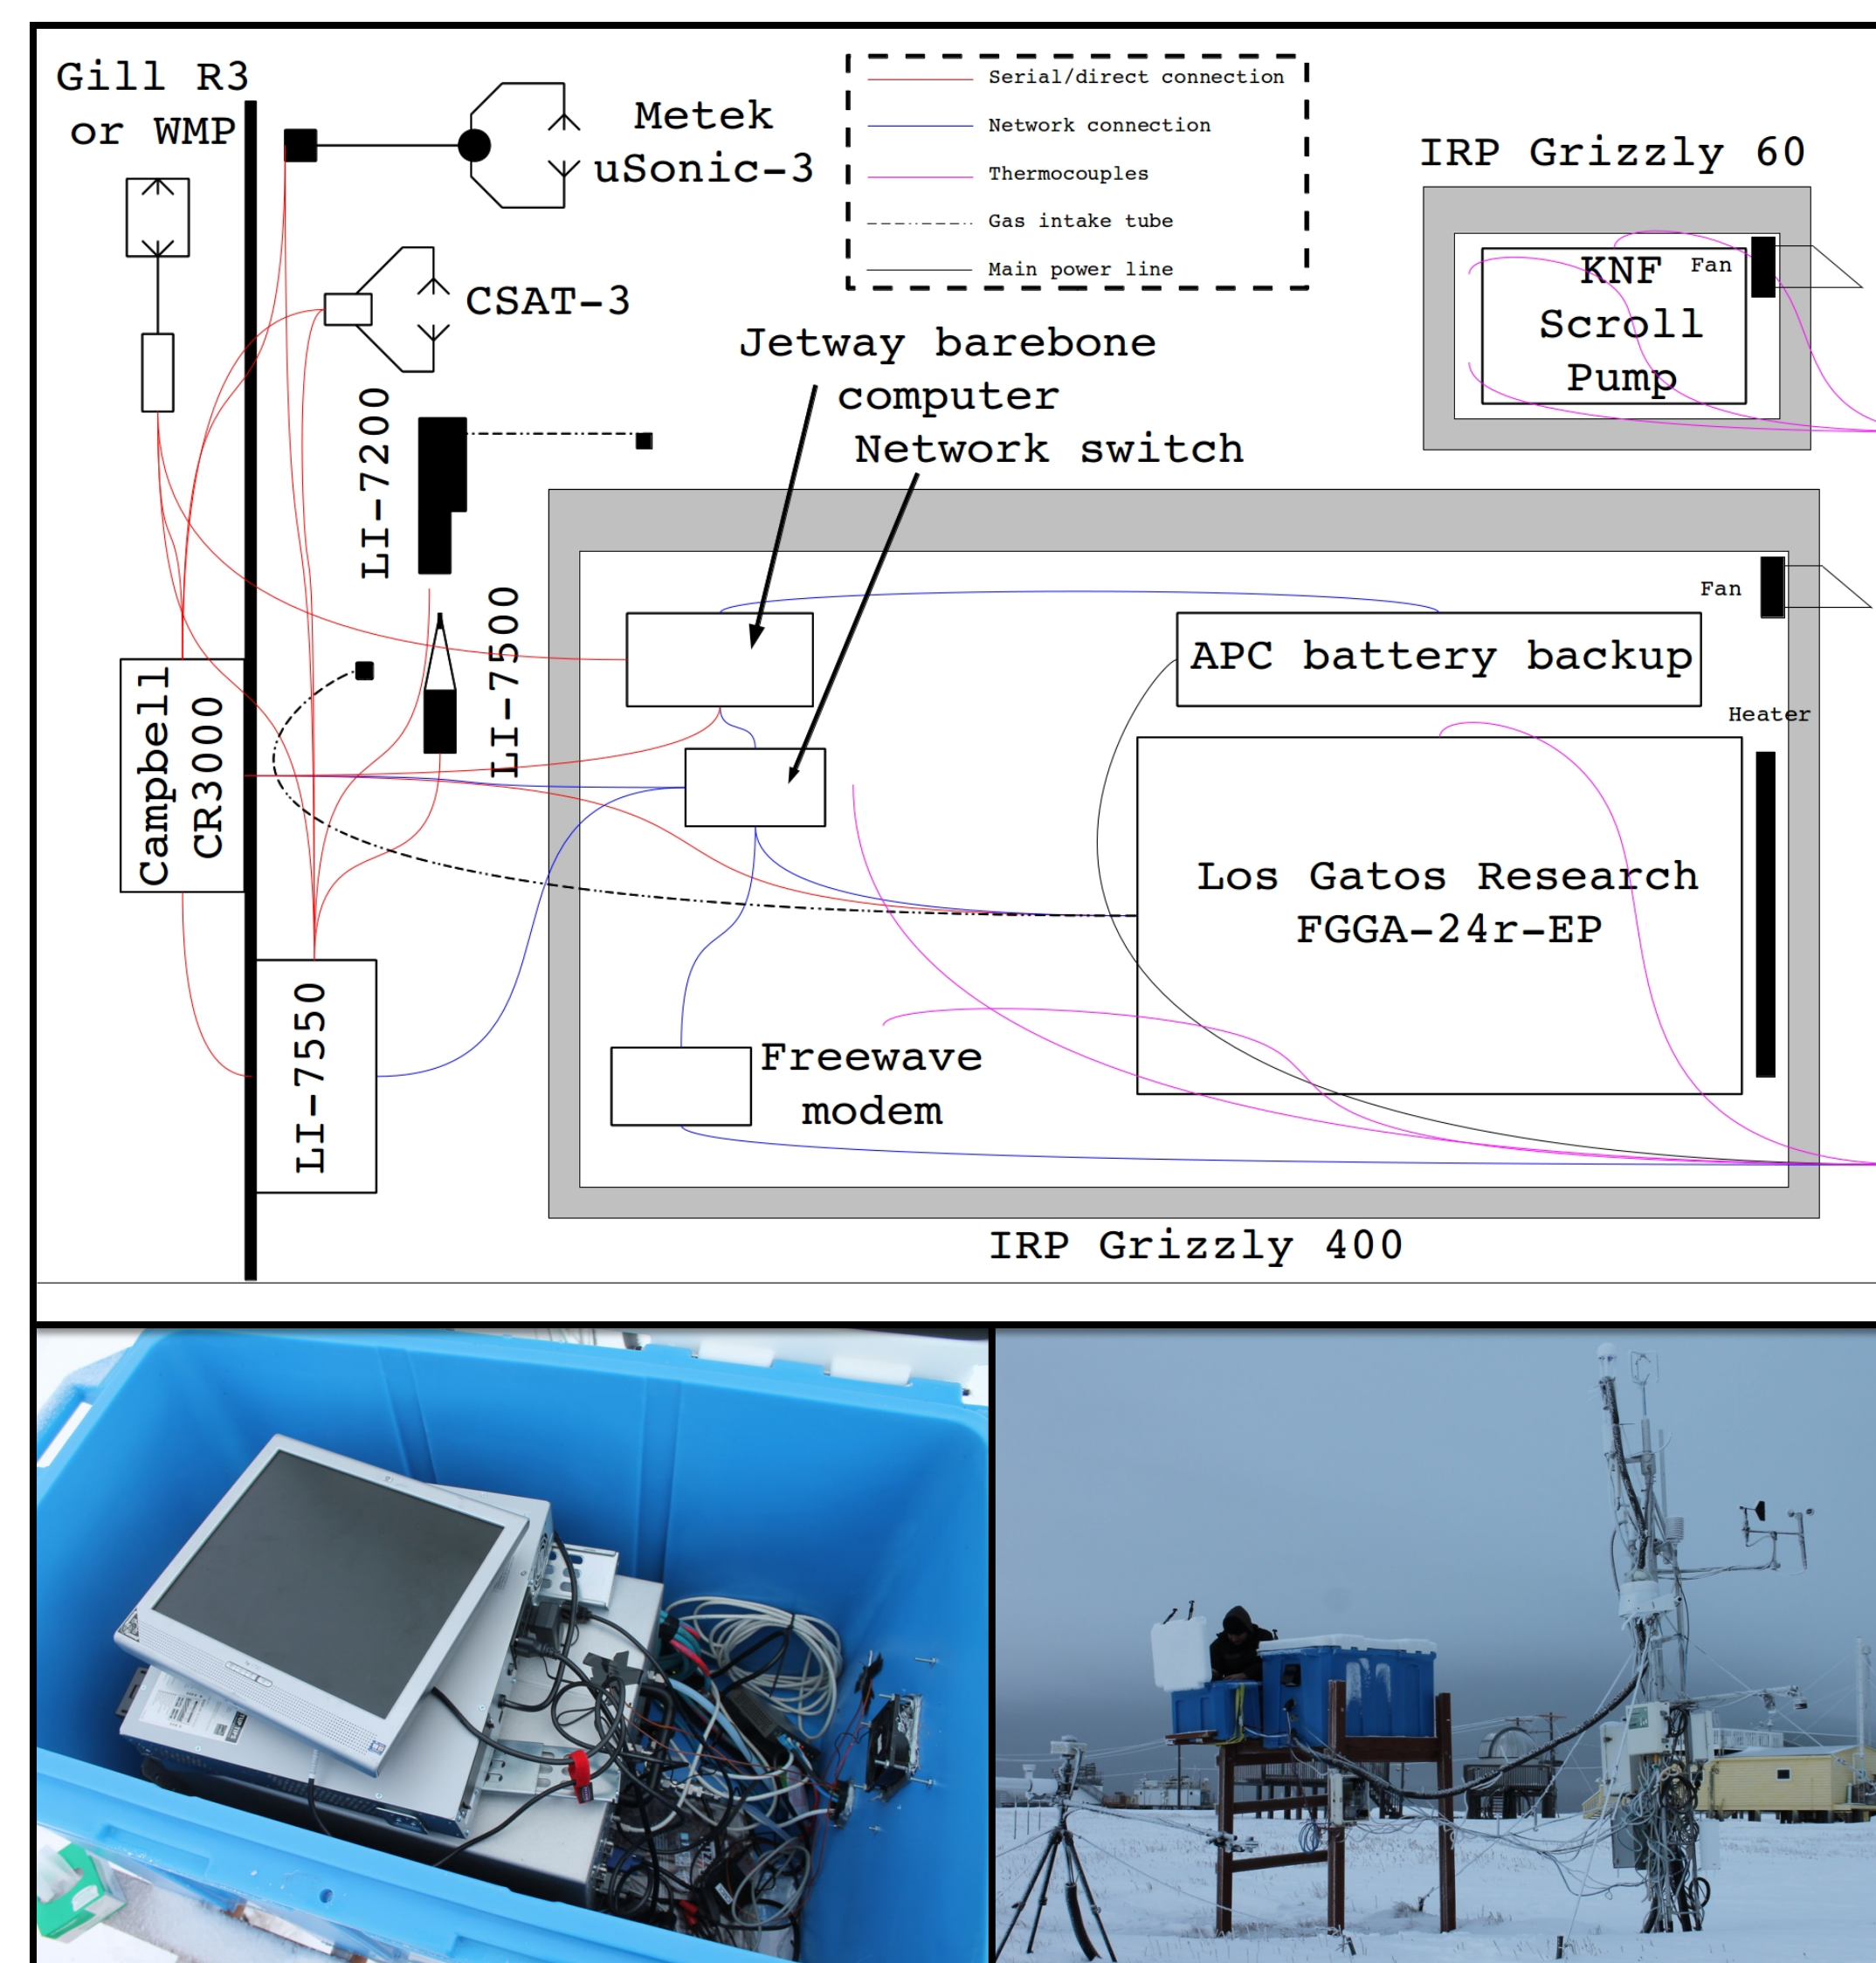 Gill R3
or WMP
Metek
uSonic-3
Serial/direct connection
Network connection
Thermocouples
Gas intake tube
Main power line
IRP Grizzly 60
KNF
Scroll
Pump
Fan
CSAT-3
Jetway barebone
computer
Network switch
LI-7200
LI-7500
Fan
APC battery backup
Heater
Campbell
CR3000
Los Gatos Research
FGGA-24r-EP
LI-7550
Freewave
modem
IRP Grizzly 400